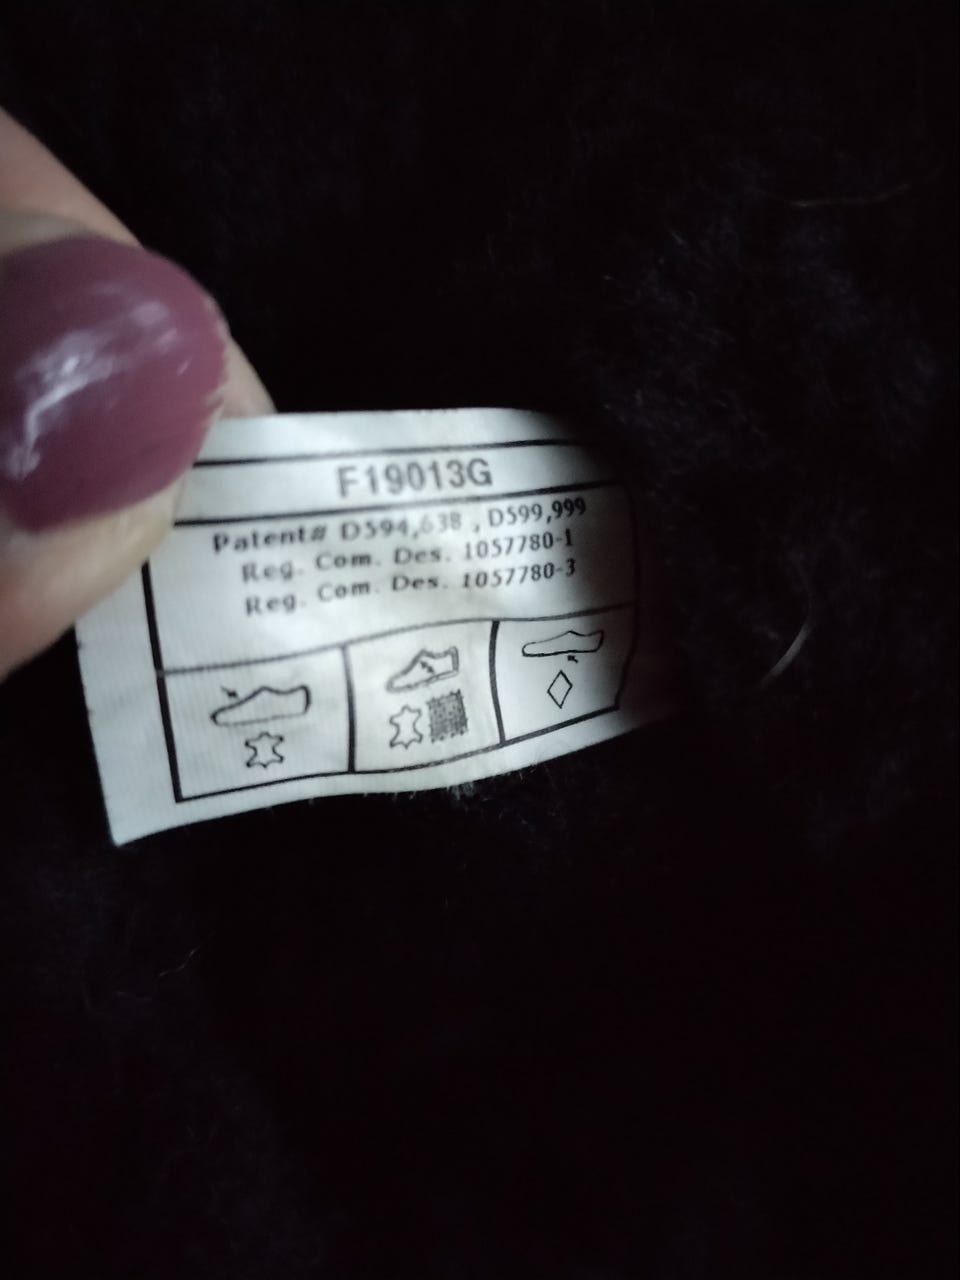 F19013G
Patent# D594,638 , D599,999
Reg. Com. Des. 1057780-1
Reg. Com. Des. 1057780-3